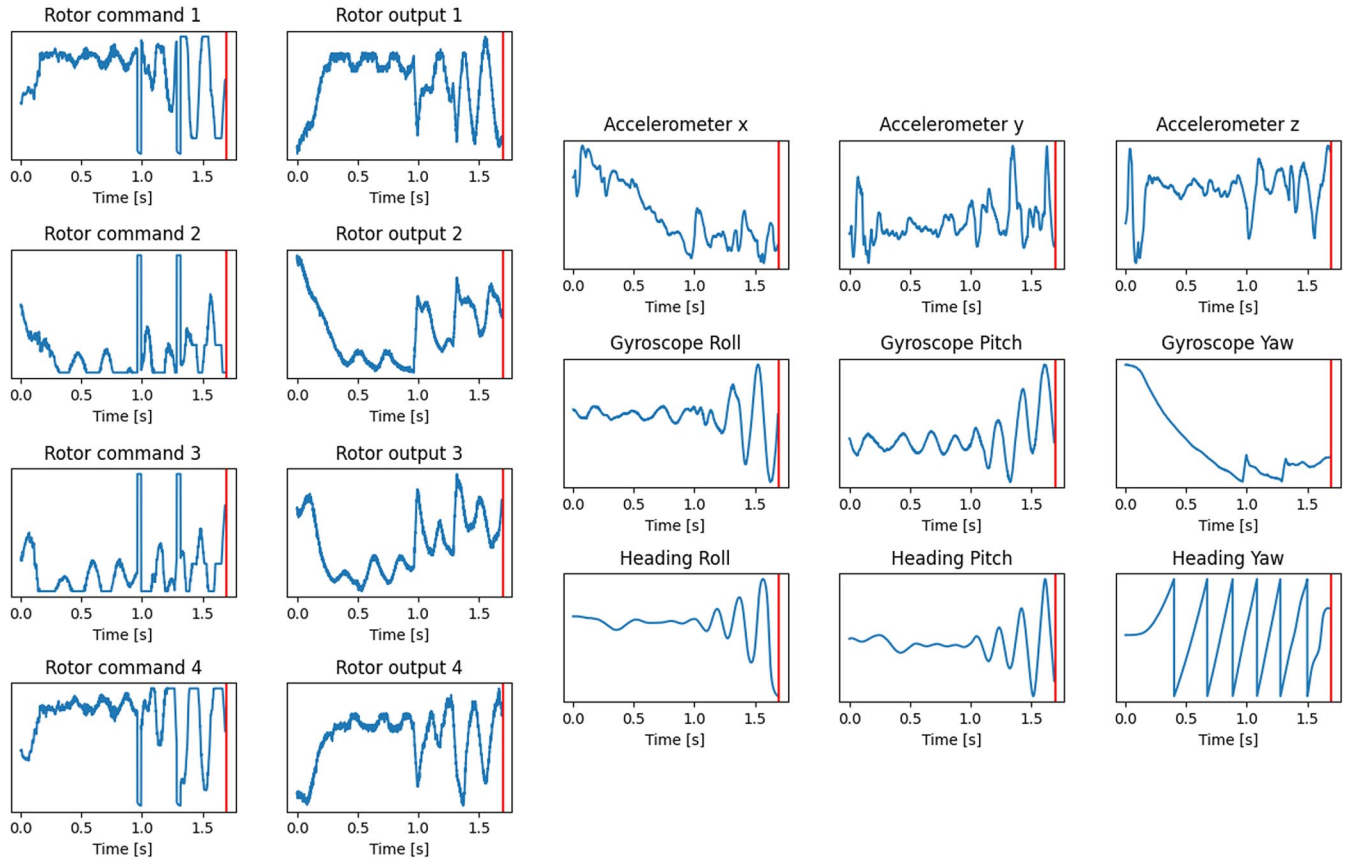 Rotor command 1
0.0 0.5 1.0 1.5
Time [s]
Rotor output 1
0.0 0.5 1.0 1.5
Time [s]
Rotor command 2
0.0 0.5 1.0 1.5
Time [s]
Rotor output 2
0.0 0.5 1.0 1.5
Time [s]
Rotor command 3
0.0 0.5 1.0 1.5
Time [s]
Rotor output 3
0.0 0.5 1.0 1.5
Time [s]
Rotor command 4
0.0 0.5 1.0 1.5
Time [s]
Rotor output 4
0.0 0.5 1.0 1.5
Time [s]
Accelerometer x
0.0 0.5 1.0 1.5
Time [s]
Accelerometer y
0.0 0.5 1.0 1.5
Time [s]
Accelerometer z
0.0 0.5 1.0 1.5
Time [s]
Gyroscope Roll
0.0 0.5 1.0 1.5
Time [s]
Gyroscope Pitch
0.0 0.5 1.0 1.5
Time [s]
Gyroscope Yaw
0.0 0.5 1.0 1.5
Time [s]
Heading Roll
0.0 0.5 1.0 1.5
Time [s]
Heading Pitch
0.0 0.5 1.0 1.5
Time [s]
Heading Yaw
0.0 0.5 1.0 1.5
Time [s]